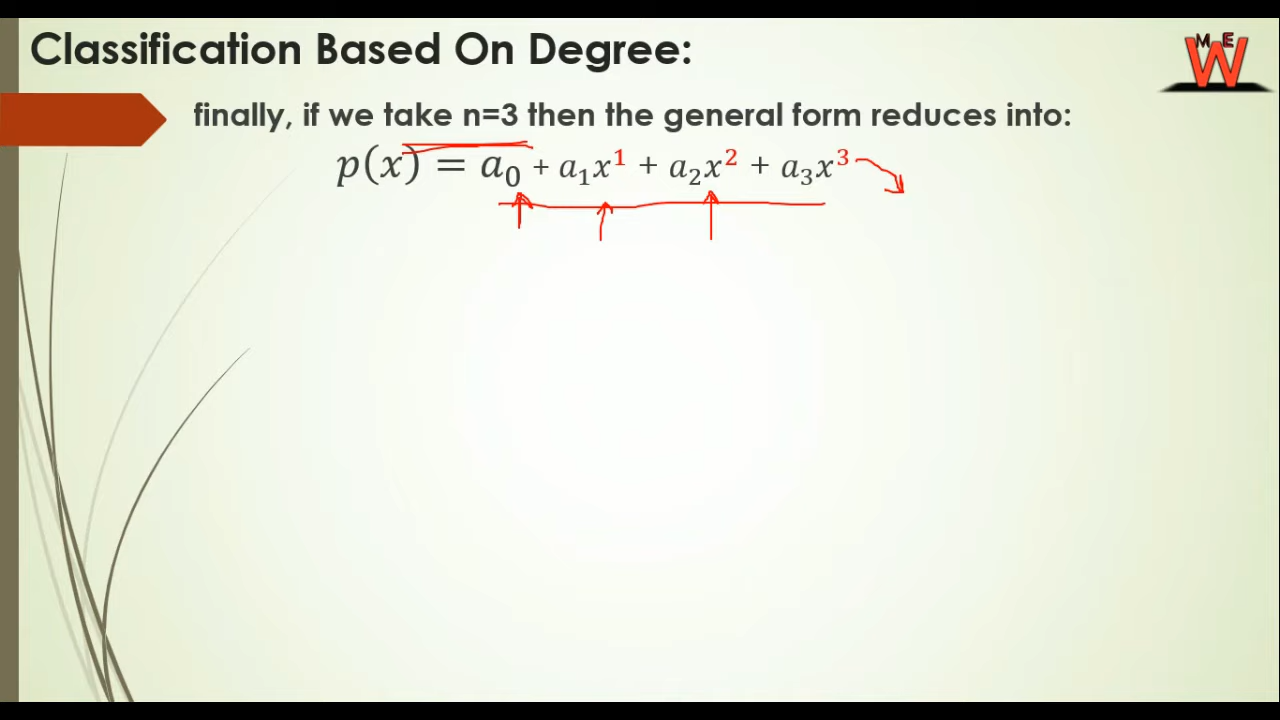 Classification Based On Degree:
M E
W
finally, if we take n=3 then the general form reduces into:
p(x) = a₀ + a₁x¹ + a₂x² + a₃x³